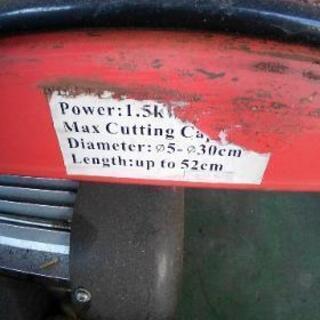 Power:1.5k
Max Cutting Ca
Diameter: ø5-ø30cm
Length:up to 52cm